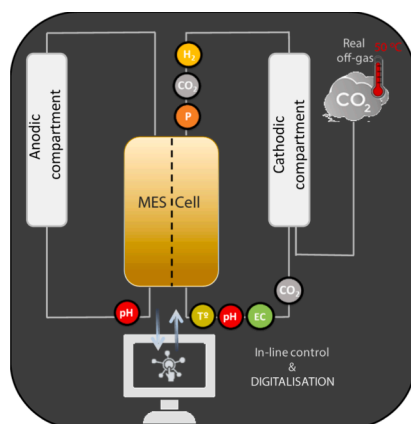 H₂
CO₂
P
Real
off-gas
CO₂
Anodic
compartment
Cathodic
compartment
MES Cell
CO₂
pH
Tº
pH
EC
In-line control
&
DIGITALISATION